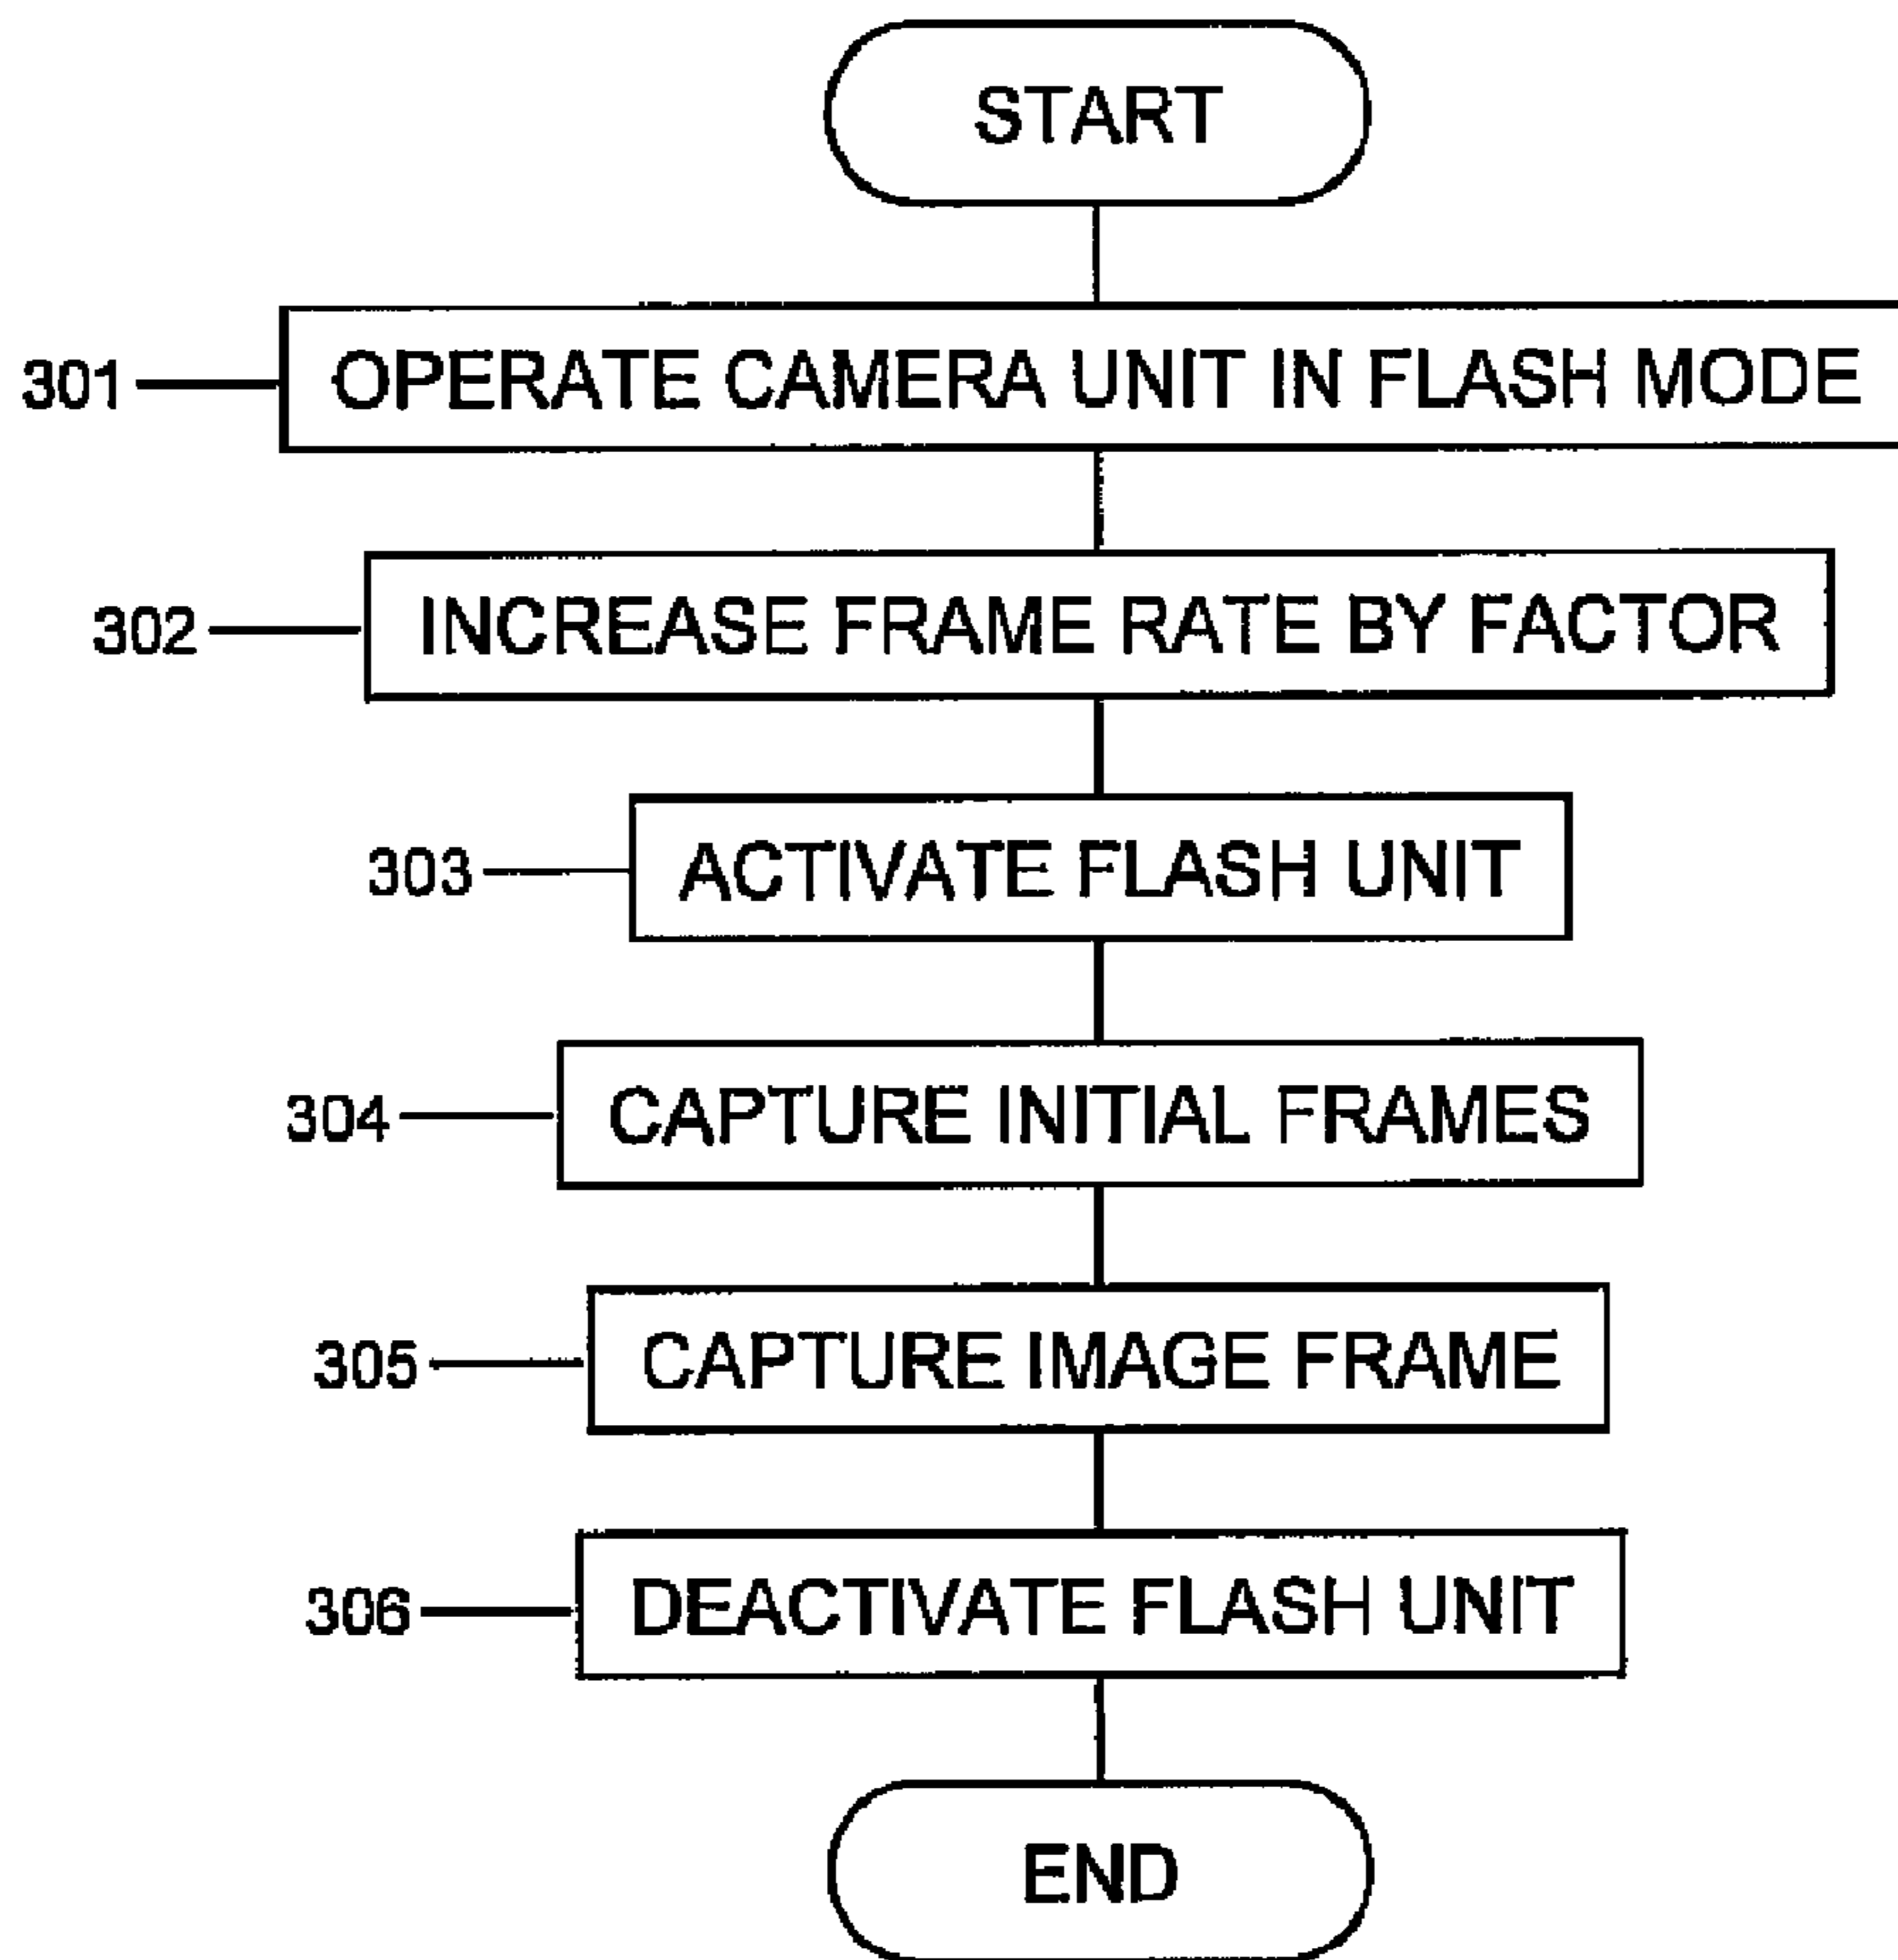 START
301 OPERATE CAMERA UNIT IN FLASH MODE
302 INCREASE FRAME RATE BY FACTOR
303 ACTIVATE FLASH UNIT
304 CAPTURE INITIAL FRAMES
305 CAPTURE IMAGE FRAME
306 DEACTIVATE FLASH UNIT
END